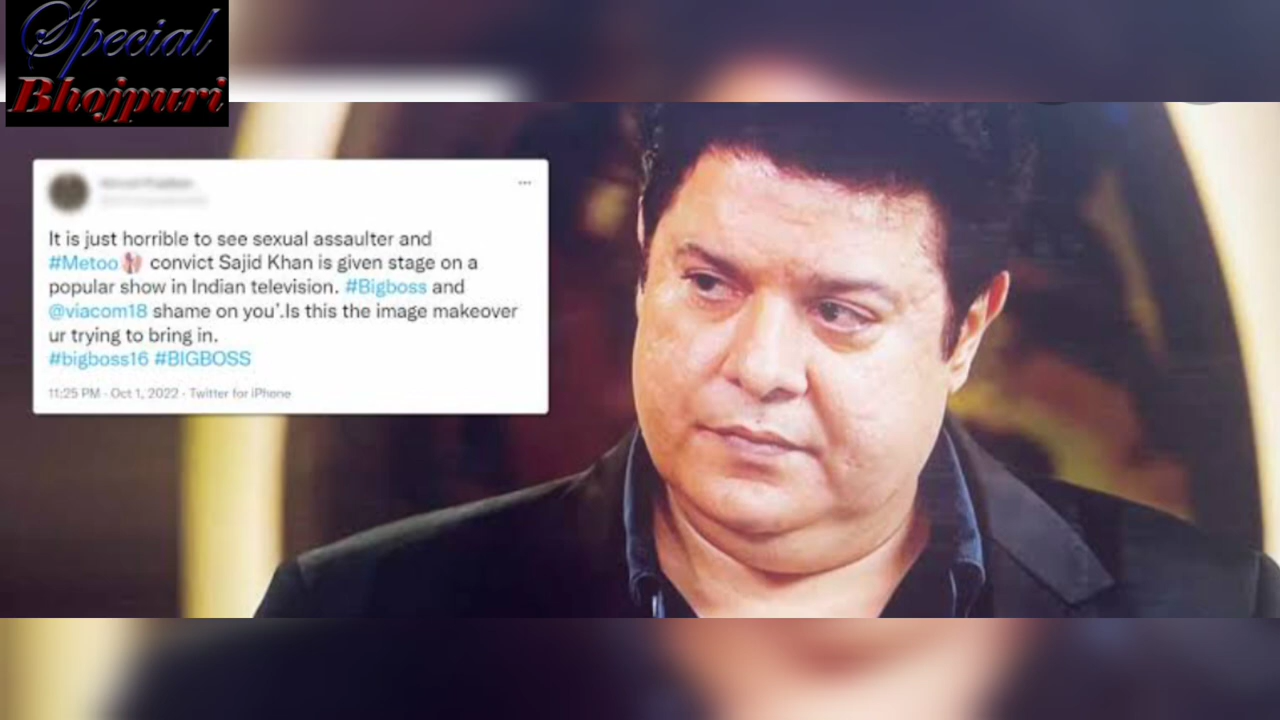 Special
Bhojpuri
It is just horrible to see sexual assaulter and
#Metoo convict Sajid Khan is given stage on a
popular show in Indian television. #Bigboss and
@viacom18 shame on you'.Is this the image makeover
ur trying to bring in.
#bigboss16 #BIGBOSS
11:25 PM · Oct 1, 2022 · Twitter for iPhone